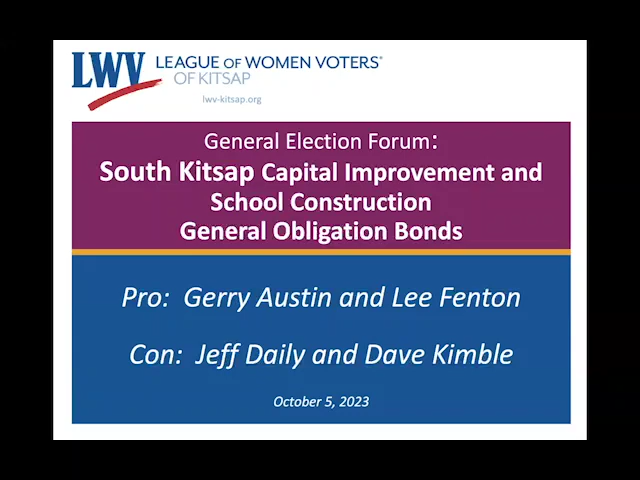 LWV LEAGUE OF WOMEN VOTERS®
OF KITSAP
lwv-kitsap.org
General Election Forum:
South Kitsap Capital Improvement and
School Construction
General Obligation Bonds
Pro: Gerry Austin and Lee Fenton
Con: Jeff Daily and Dave Kimble
October 5, 2023